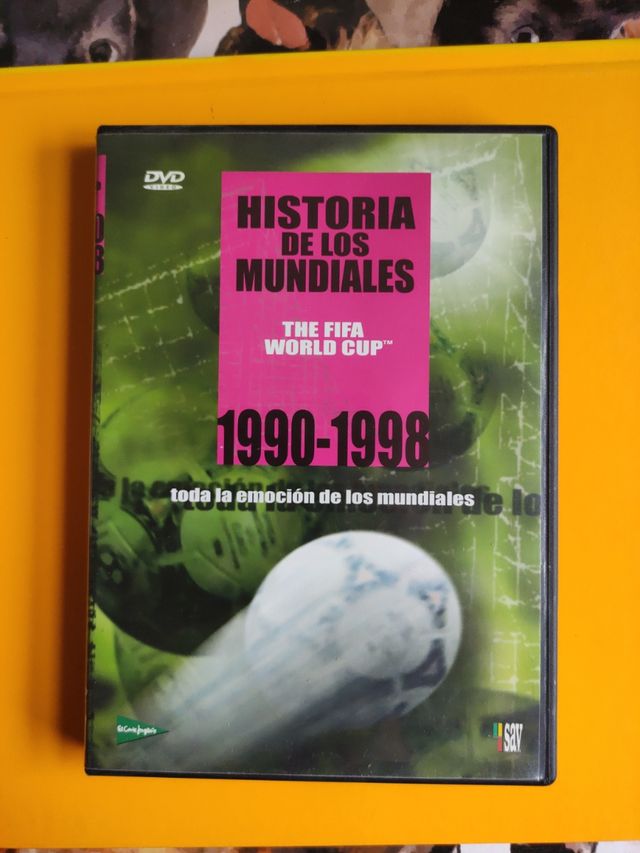 DVD
VIDEO
HISTORIA
DE LOS
MUNDIALES
THE FIFA
WORLD CUP™
1990-1998
toda la emoción de los mundiales
El Corte Inglés
sav